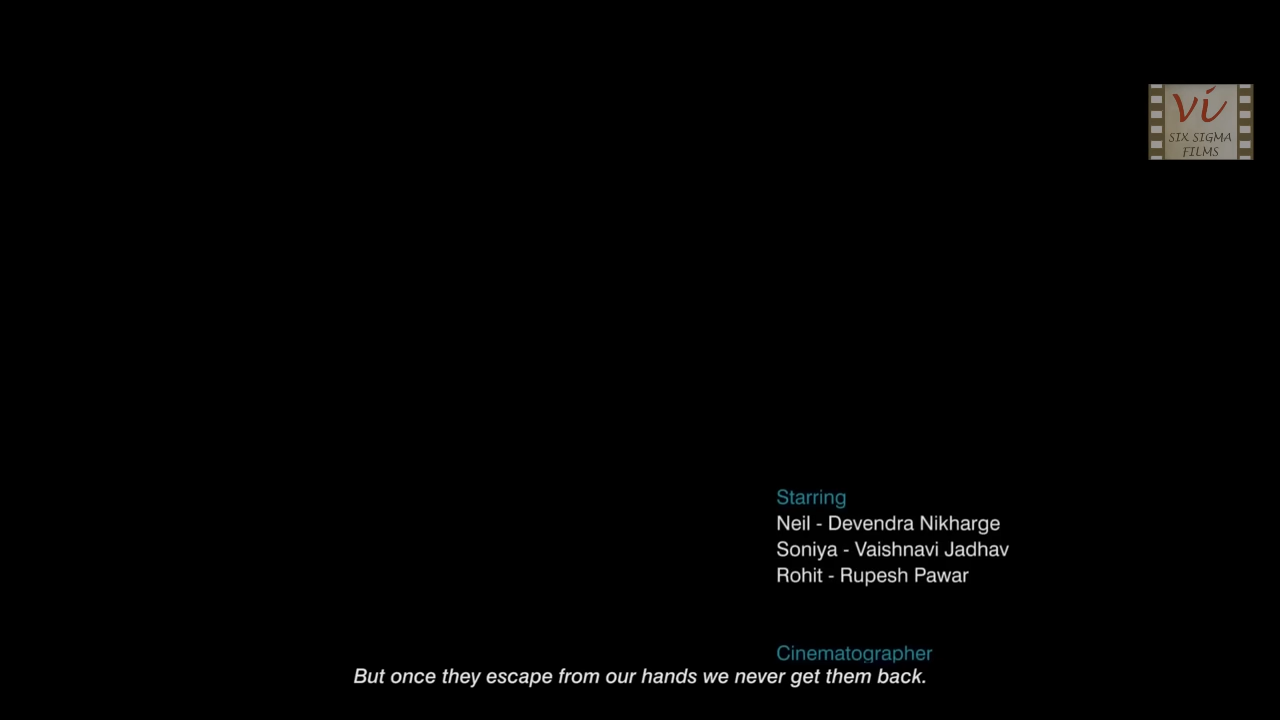 vi
SIX SIGMA
FILMS
Starring
Neil - Devendra Nikharge
Soniya - Vaishnavi Jadhav
Rohit - Rupesh Pawar
Cinematographer
But once they escape from our hands we never get them back.